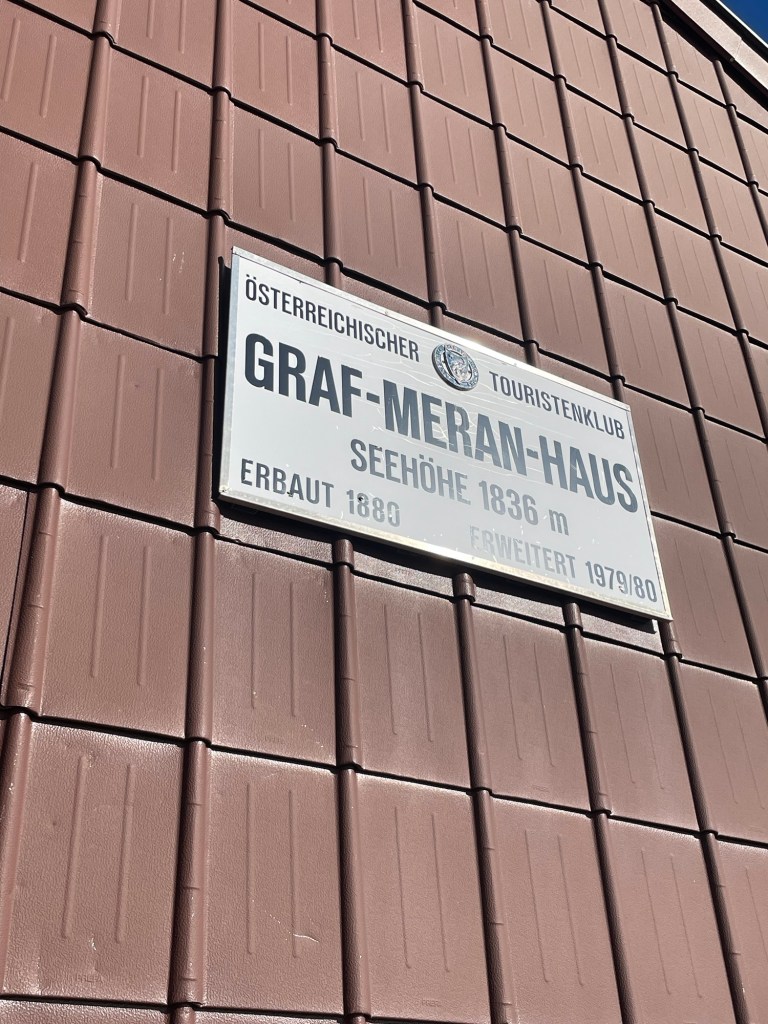 ÖSTERREICHISCHER TOURISTENKLUB
GRAF-MERAN-HAUS
SEEHÖHE 1836 m
ERBAUT 1880 ERWEITERT 1979/80